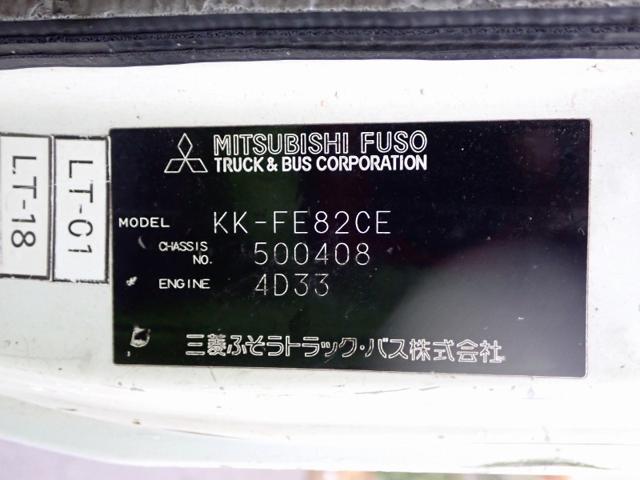 MITSUBISHI FUSO
TRUCK & BUS CORPORATION
MODEL KK-FE82CE
CHASSIS NO. 500408
ENGINE 4D33
三菱ふそうトラック・バス株式会社
LT-C1
LT-18